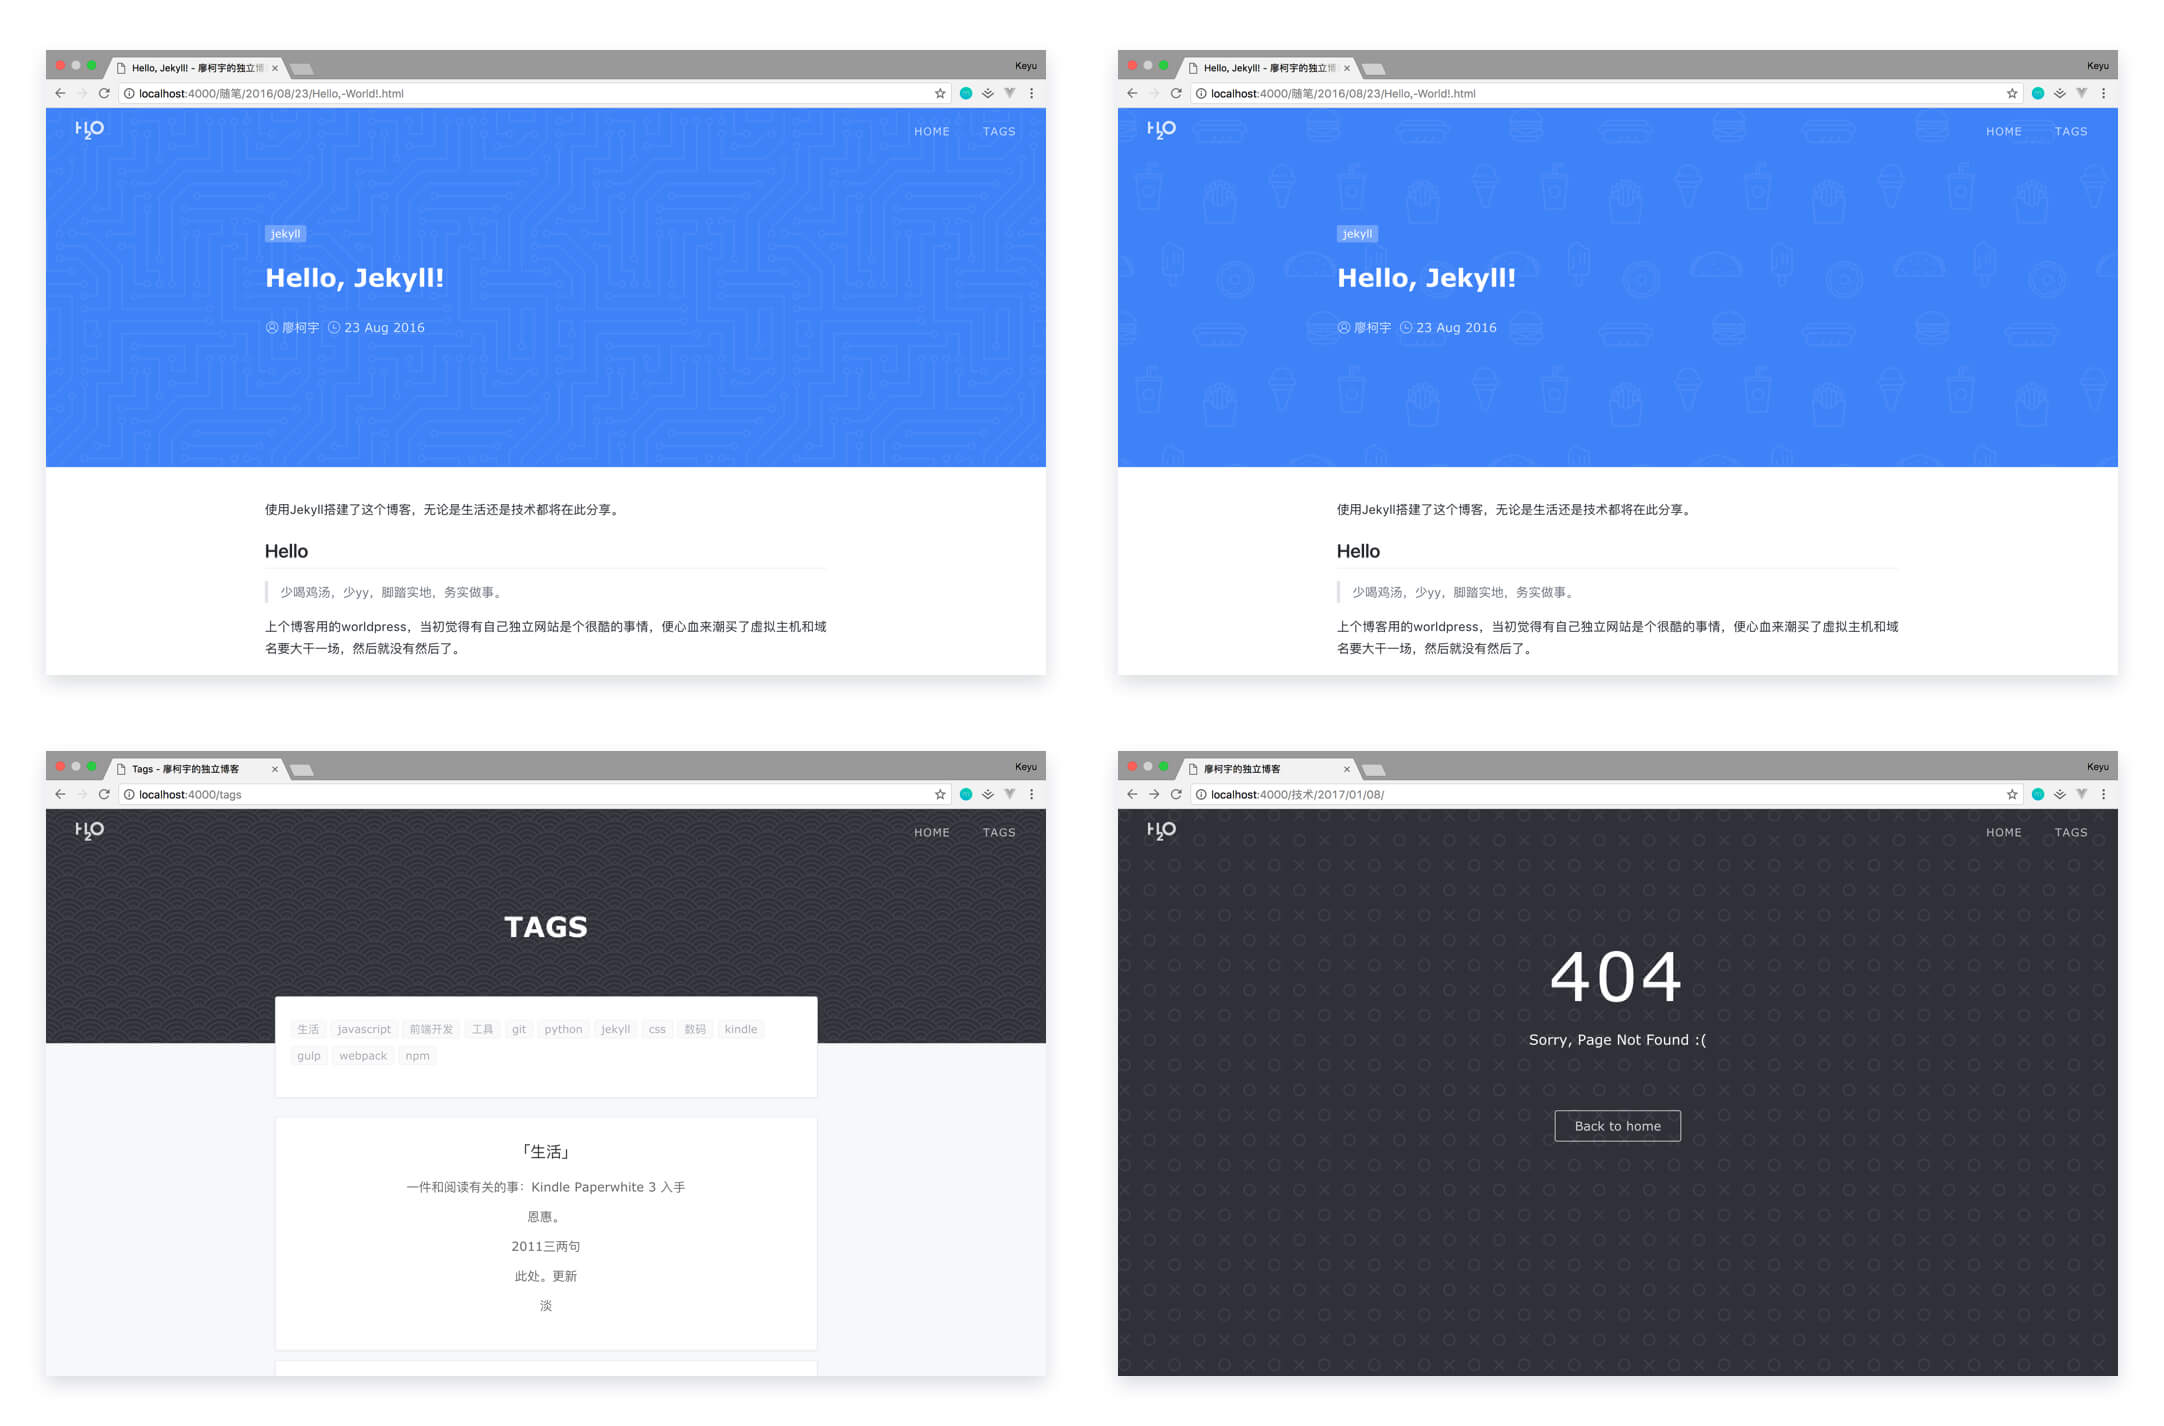 Hello, Jekyll! - 廖柯宇的独立博
Keyu
localhost:4000/随笔/2016/08/23/Hello,-World!.html
H2O
HOME TAGS
jekyll
Hello, Jekyll!
廖柯宇 23 Aug 2016
使用Jekyll搭建了这个博客，无论是生活还是技术都将在此分享。
Hello
少喝鸡汤，少yy，脚踏实地，务实做事。
上个博客用的worldpress，当初觉得有自己独立网站是个很酷的事情，便心血来潮买了虚拟主机和域
名要大干一场，然后就没有然后了。
Hello, Jekyll! - 廖柯宇的独立博
Keyu
localhost:4000/随笔/2016/08/23/Hello,-World!.html
H2O
HOME TAGS
jekyll
Hello, Jekyll!
廖柯宇 23 Aug 2016
使用Jekyll搭建了这个博客，无论是生活还是技术都将在此分享。
Hello
少喝鸡汤，少yy，脚踏实地，务实做事。
上个博客用的worldpress，当初觉得有自己独立网站是个很酷的事情，便心血来潮买了虚拟主机和域
名要大干一场，然后就没有然后了。
Tags - 廖柯宇的独立博客
Keyu
localhost:4000/tags
H2O
HOME TAGS
TAGS
生活 javascript 前端开发 工具 git python jekyll css 数码 kindle
gulp webpack npm
「生活」
一件和阅读有关的事：Kindle Paperwhite 3 入手
恩惠。
2011三两句
此处。更新
淡
廖柯宇的独立博客
Keyu
localhost:4000/技术/2017/01/08/
H2O
HOME TAGS
404
Sorry, Page Not Found :(
Back to home